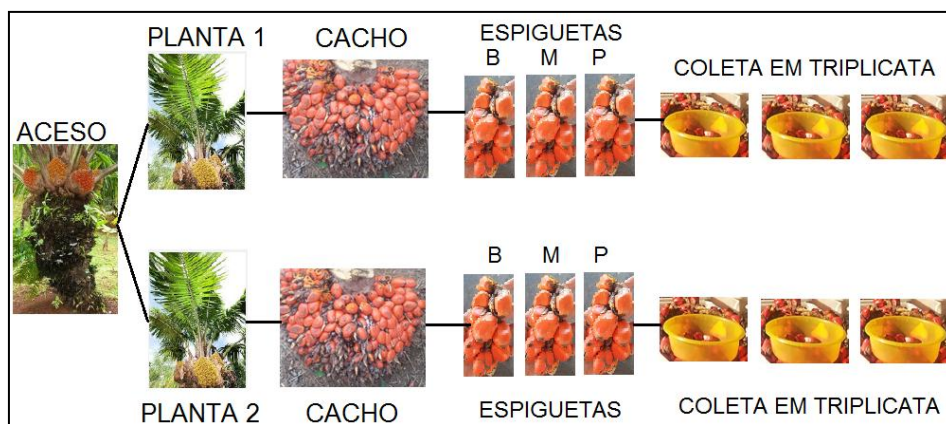 PLANTA 1
CACHO
ESPIGUETAS
B M P
COLETA EM TRIPLICATA
ACESO
B M P
PLANTA 2
CACHO
ESPIGUETAS
COLETA EM TRIPLICATA